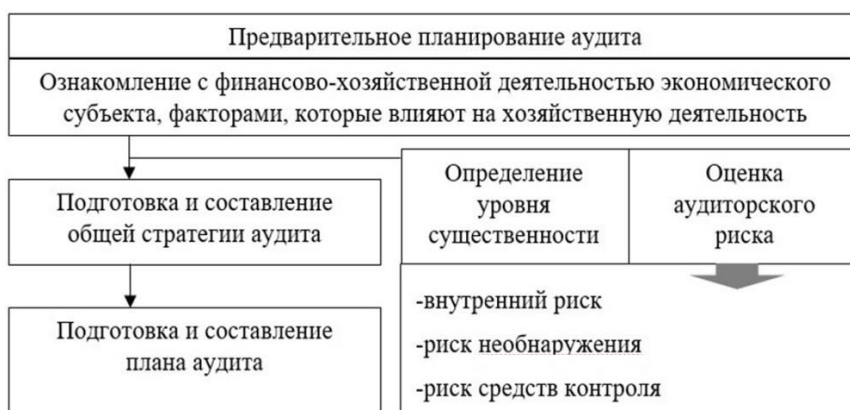 Предварительное планирование аудита
Ознакомление с финансово-хозяйственной деятельностью экономического
субъекта, факторами, которые влияют на хозяйственную деятельность
Подготовка и составление
общей стратегии аудита
Определение
уровня
существенности
Оценка
аудиторского
риска
Подготовка и составление
плана аудита
-внутренний риск
-риск необнаружения
-риск средств контроля